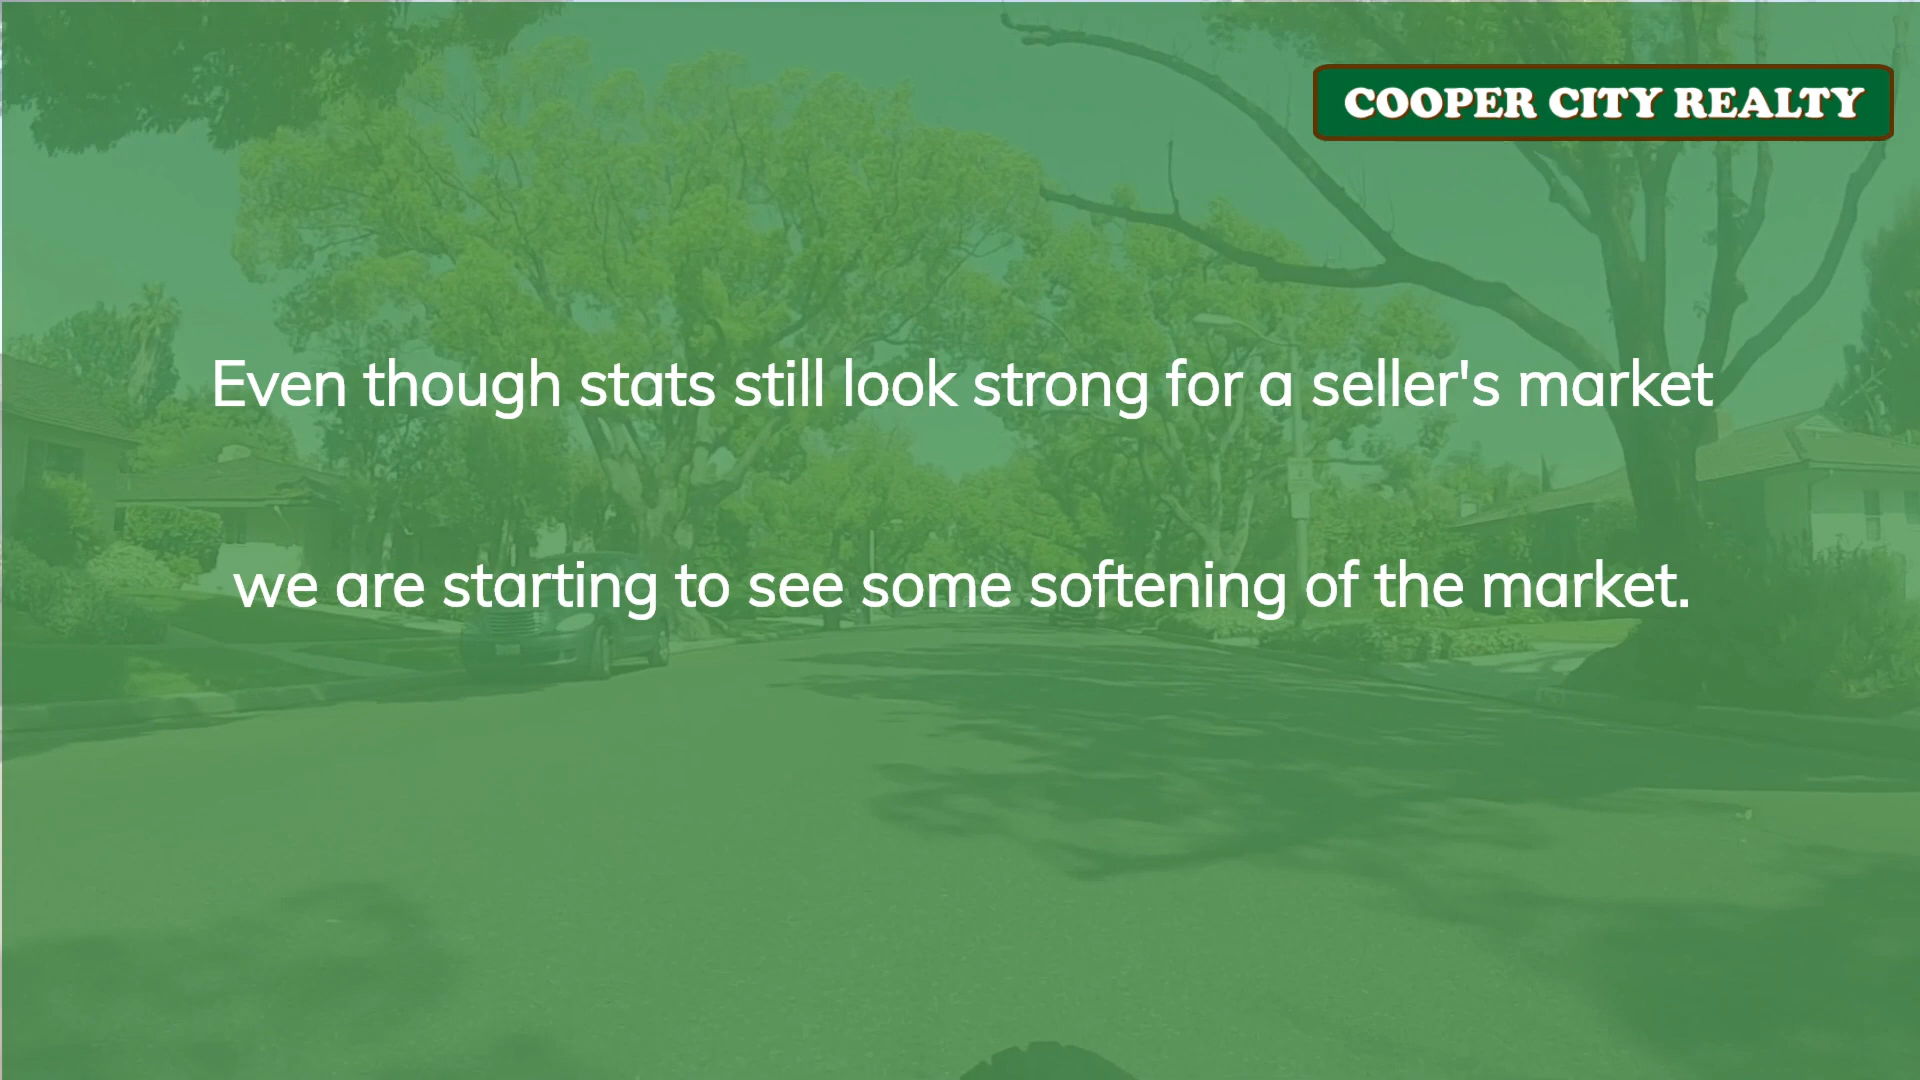 COOPER CITY REALTY
Even though stats still look strong for a seller's market
we are starting to see some softening of the market.